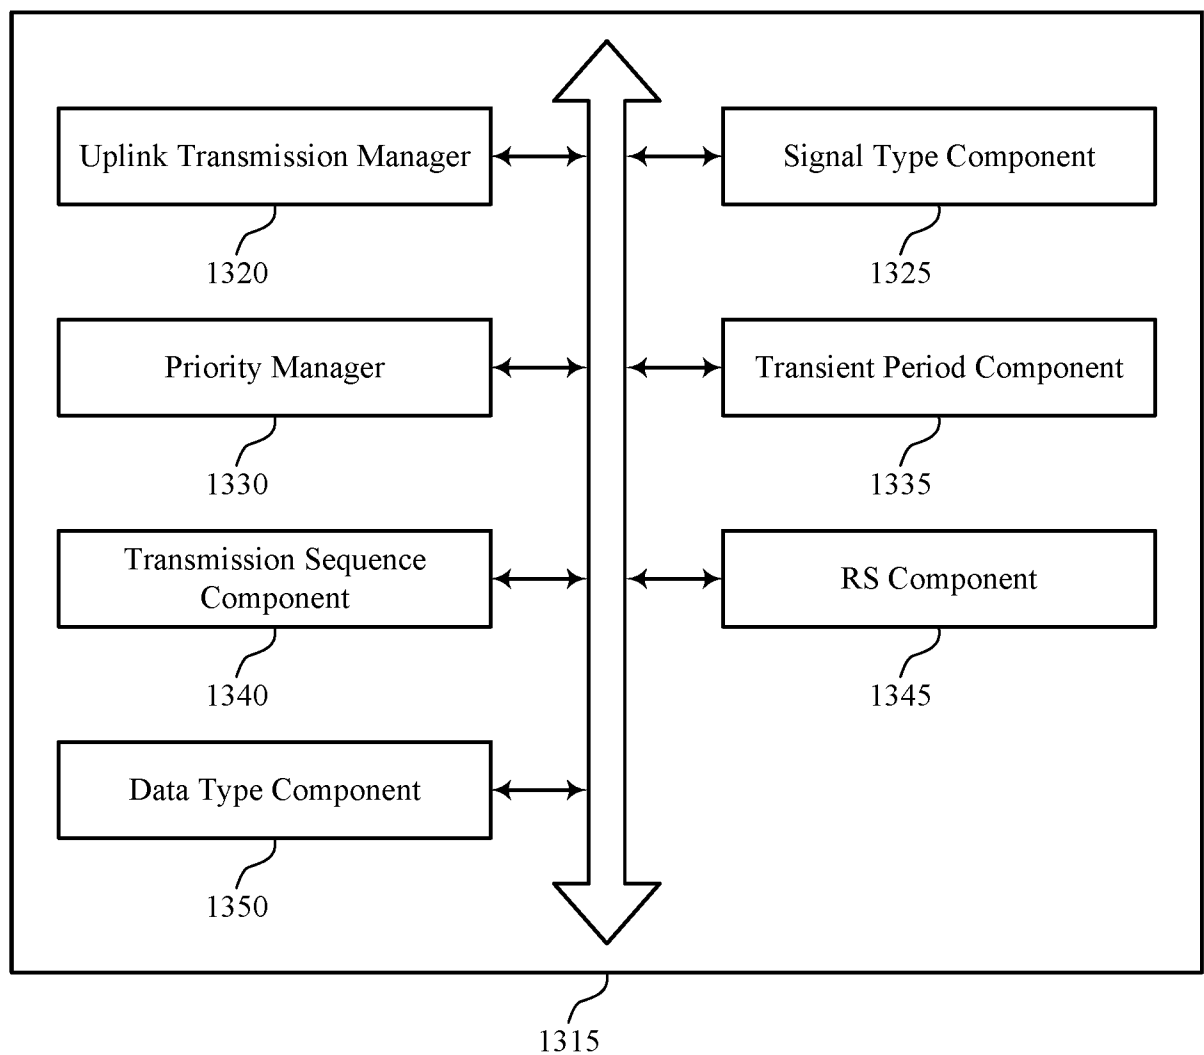 Uplink Transmission Manager
Signal Type Component
1320
1325
Priority Manager
Transient Period Component
1330
1335
Transmission Sequence
Component
RS Component
1340
1345
Data Type Component
1350
1315